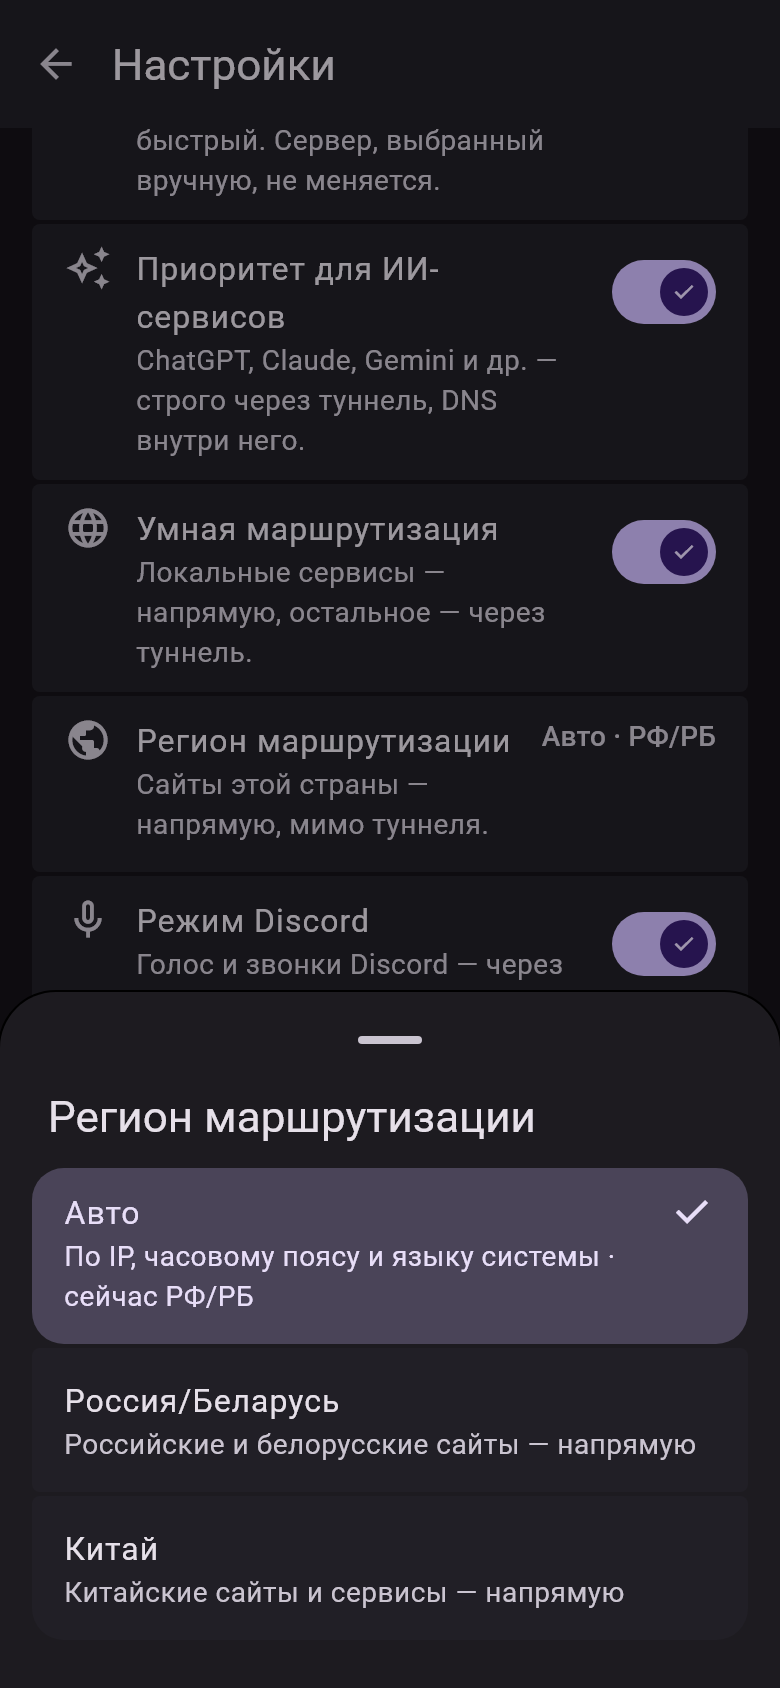 Настройки
быстрый. Сервер, выбранный
вручную, не меняется.
Приоритет для ИИ-
сервисов
ChatGPT, Claude, Gemini и др. —
строго через туннель, DNS
внутри него.
Умная маршрутизация
Локальные сервисы —
напрямую, остальное — через
туннель.
Регион маршрутизации
Авто · РФ/РБ
Сайты этой страны —
напрямую, мимо туннеля.
Режим Discord
Голос и звонки Discord — через
Регион маршрутизации
Авто
По IP, часовому поясу и языку системы ·
сейчас РФ/РБ
Россия/Беларусь
Российские и белорусские сайты — напрямую
Китай
Китайские сайты и сервисы — напрямую